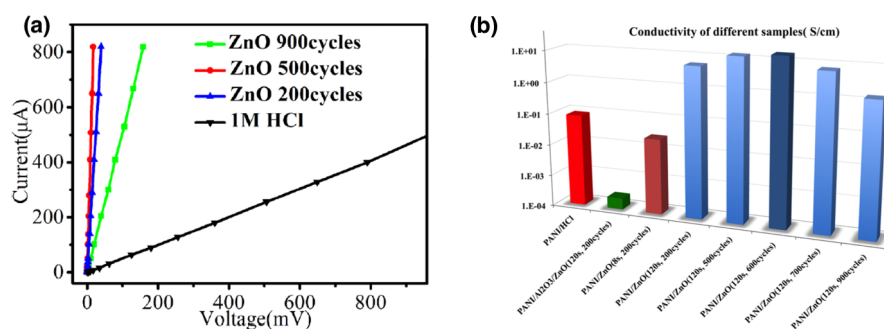 (a)
800
600
400
200
0
Current(μA)
ZnO 900cycles
ZnO 500cycles
ZnO 200cycles
1M HCl
0 200 400 600 800
Voltage(mV)
(b)
Conductivity of different samples( S/cm)
1.E+01
1.E+00
1.E-01
1.E-02
1.E-03
1.E-04
PANI/HCl
PANI/Al2O3/ZnO(120s, 200cycles)
PANI/ZnO(8s, 200cycles)
PANI/ZnO(120s, 200cycles)
PANI/ZnO(120s, 500cycles)
PANI/ZnO(120s, 600cycles)
PANI/ZnO(120s, 700cycles)
PANI/ZnO(120s, 900cycles)